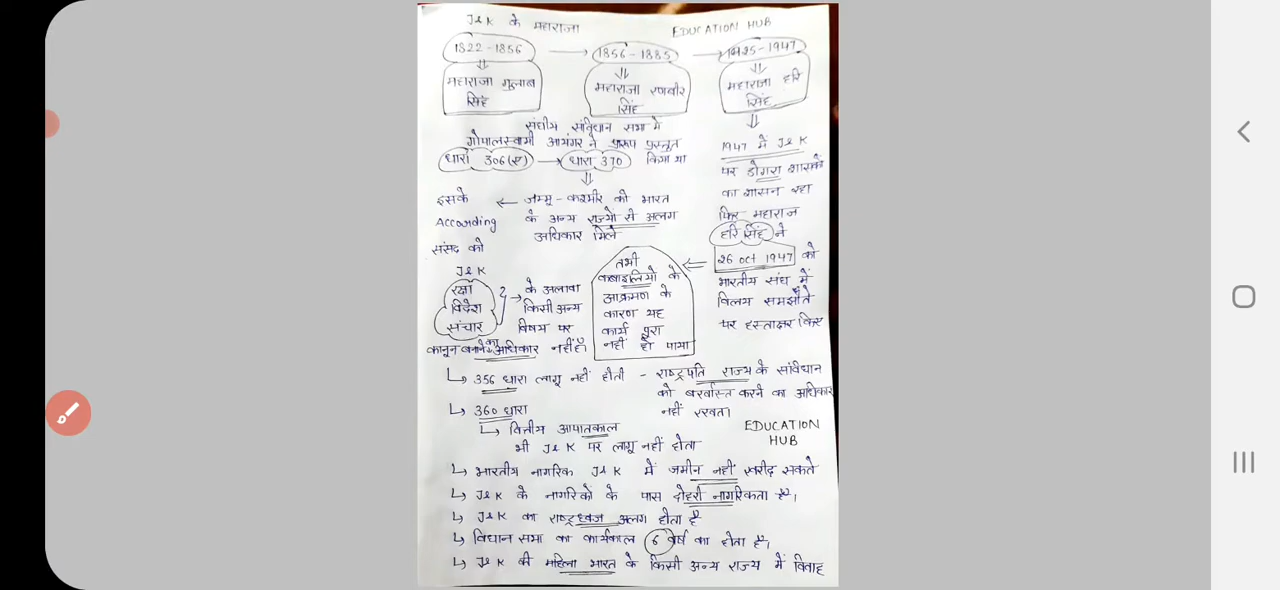 J&K के महाराजा
EDUCATION HUB
1822-1856
1856-1885
1925-1947
महाराजा गुलाब
सिंह
महाराजा रणबीर
सिंह
महाराजा हरि
सिंह
संघीय संविधान सभा मे
गोपालस्वामी आयंगर ने प्रारूप प्रस्तुत
धारा 306(ए) धारा 370 किया था
इसके
According
संसद को
J&K
रक्षा
विदेश
संचार
जम्मू-कश्मीर को भारत
के अन्य राज्यों से अलग
अधिकार मिले
के अलावा
किसी अन्य
विषय पर
कानून बनाने का अधिकार नहीं है।
तभी
कबाइलियो के
आक्रमण के
कारण यह
कार्य पूरा
नहीं हो पाया
1947 में J&K
पर डोगरा शासको
का शासन रहा
फिर महाराज
हरि सिंह ने
26 oct 1947 को
भारतीय संघ में
विलय समझौते
पर हस्ताक्षर किए
356 धारा लागू नहीं होती - राष्ट्रपति राज्य के संविधान
को बरर्वास्त करने का अधिकार
नहीं रखता।
360 धारा
वित्तीय आपातकाल
भी J&K पर लागू नहीं होता
EDUCATION
HUB
भारतीय नागरिक J&K में जमीन नहीं खरीद सकते
J&K के नागरिकों के पास दोहरी नागरिकता है।
J&K का राष्ट्रध्वज अलग होता है
विधान सभा का कार्यकाल 6 वर्ष का होता है।
J&K की महिला भारत के किसी अन्य राज्य में विवाह